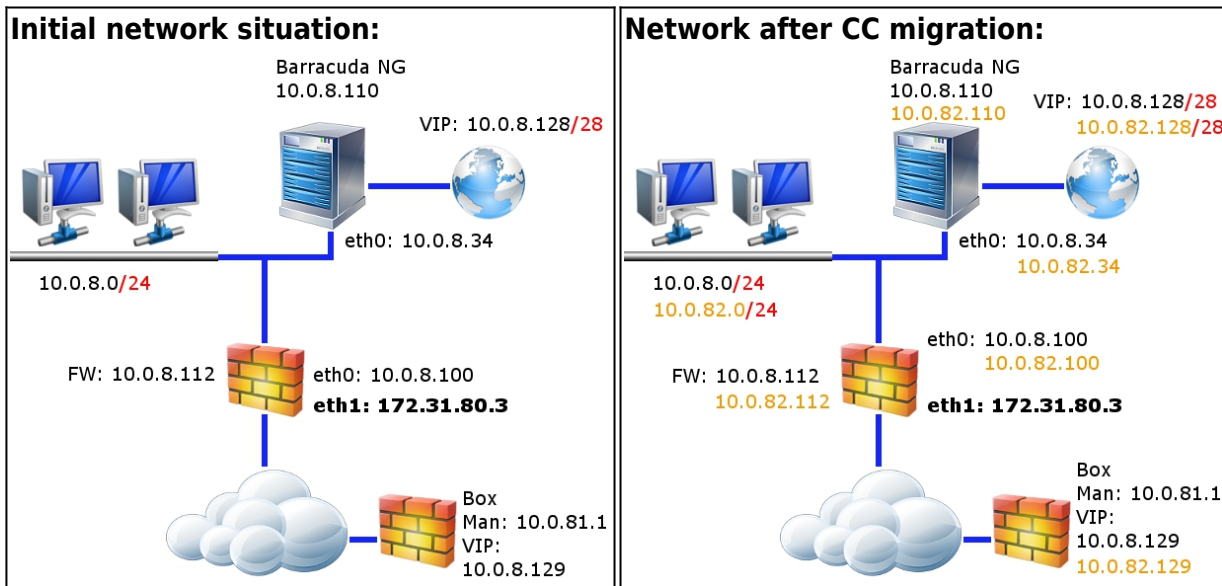 Initial network situation:
Barracuda NG
10.0.8.110
VIP: 10.0.8.128/28
eth0: 10.0.8.34
10.0.8.0/24
FW: 10.0.8.112
eth0: 10.0.8.100
eth1: 172.31.80.3
Box
Man: 10.0.81.1
VIP:
10.0.8.129
Network after CC migration:
Barracuda NG
10.0.8.110
10.0.82.110
VIP: 10.0.8.128/28
10.0.82.128/28
eth0: 10.0.8.34
10.0.82.34
10.0.8.0/24
10.0.82.0/24
eth0: 10.0.8.100
10.0.82.100
FW: 10.0.8.112
10.0.82.112
eth1: 172.31.80.3
Box
Man: 10.0.81.1
VIP:
10.0.8.129
10.0.82.129